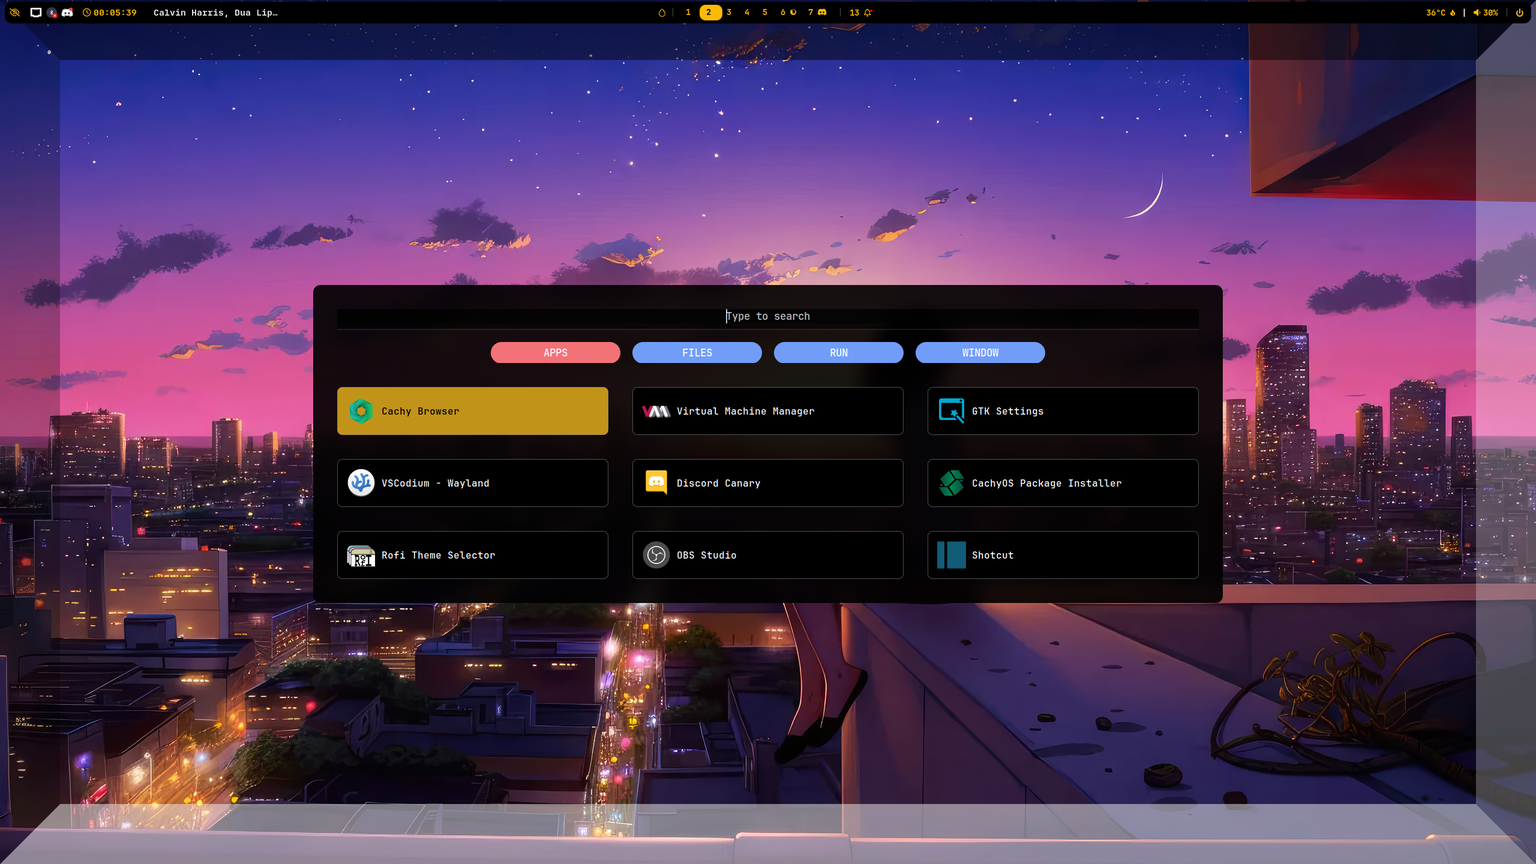 00:05:39 Calvin Harris, Dua Lip…
1 2 3 4 5 6 7 13
36°C | 30%
Type to search
APPS FILES RUN WINDOW
Cachy Browser Virtual Machine Manager GTK Settings
VSCodium - Wayland Discord Canary CachyOS Package Installer
Rofi Theme Selector OBS Studio Shotcut